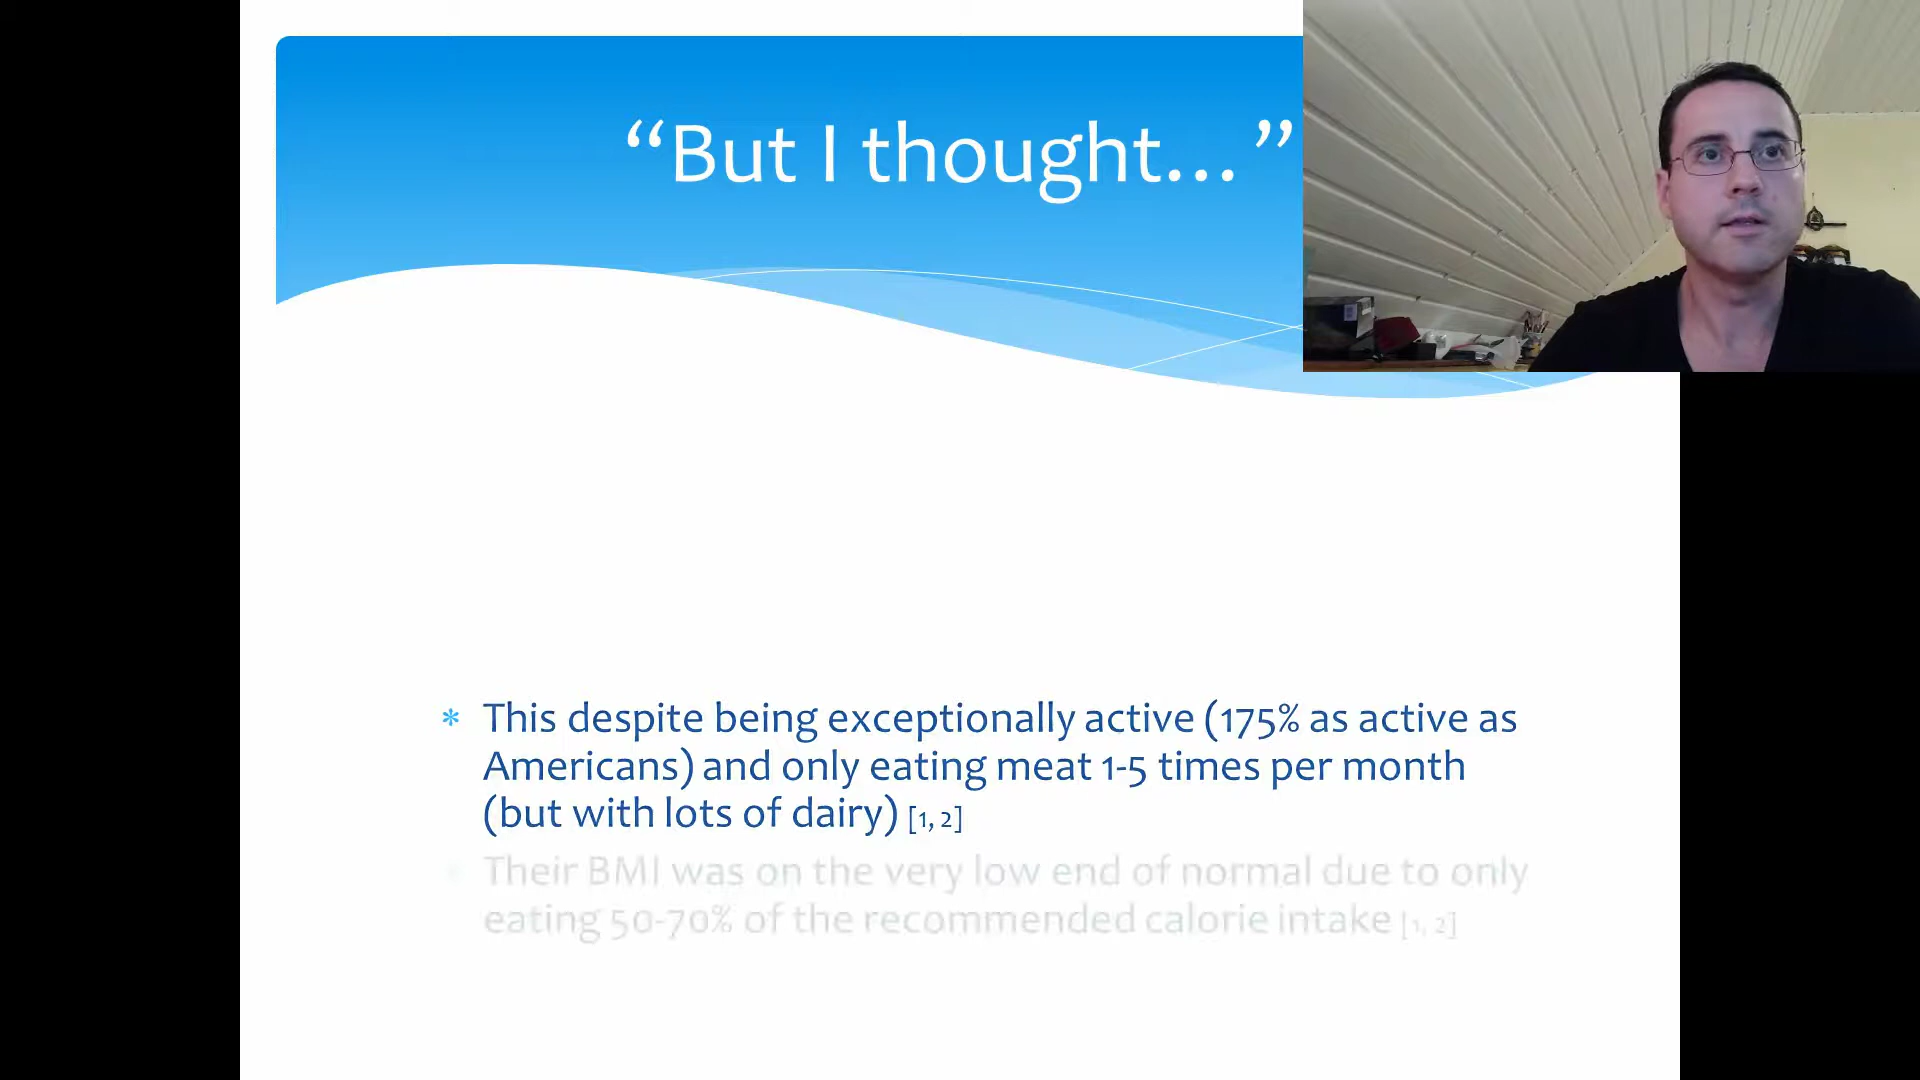 “But I thought…”
* This despite being exceptionally active (175% as active as
Americans) and only eating meat 1-5 times per month
(but with lots of dairy) [1, 2]
* Their BMI was on the very low end of normal due to only
eating 50-70% of the recommended calorie intake [1, 2]